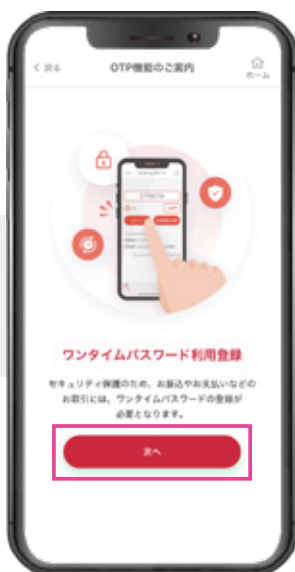 < 戻る
OTP機能のご案内
ホーム
ワンタイムパスワード利用登録
セキュリティ保護のため、お振込やお支払いなどの
お取引には、ワンタイムパスワードの登録が
必要となります。
次へ